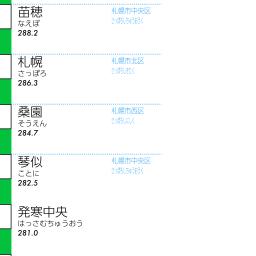 苗穂
札幌市中央区
なえぼ
288.2
札幌
札幌市北区
さっぽろ
286.3
桑園
札幌市西区
そうえん
284.7
琴似
札幌市中央区
ことに
282.5
発寒中央
はっさむちゅうおう
281.0